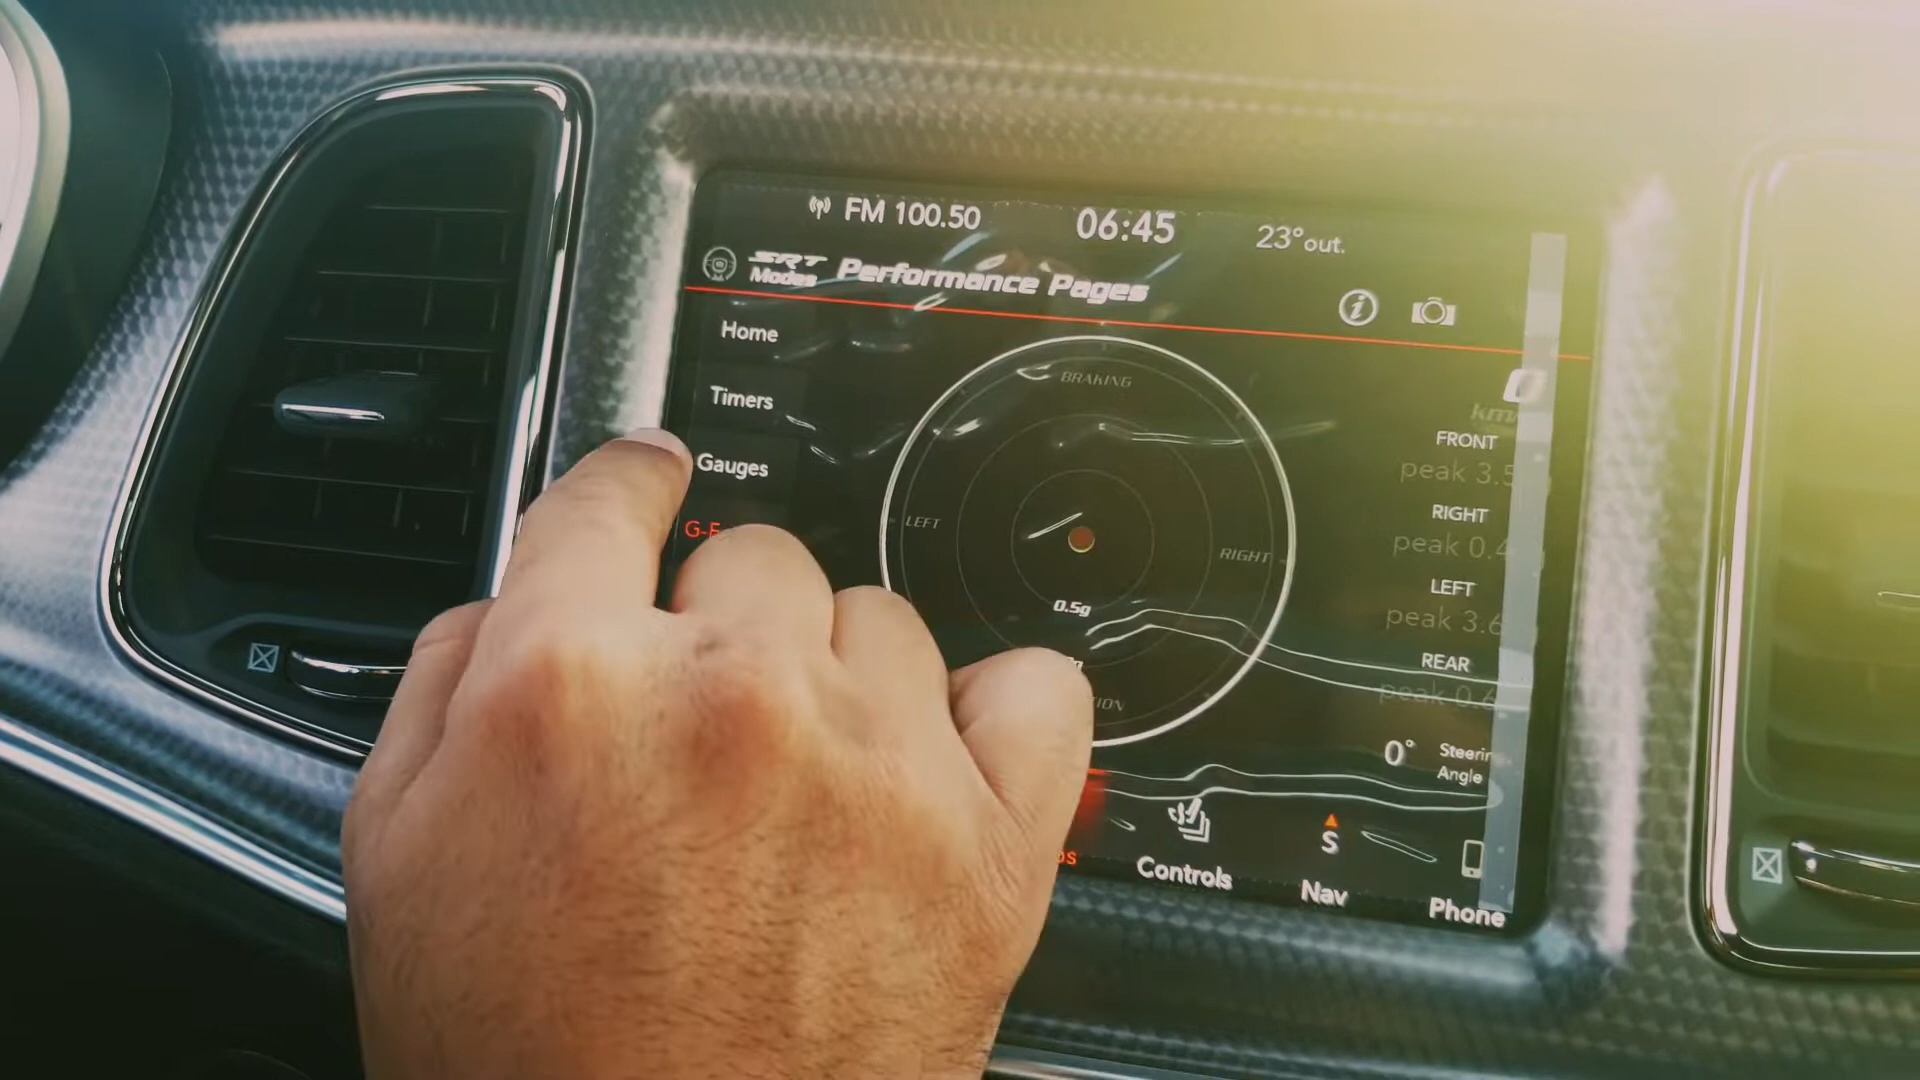 FM 100.50 06:45 23° out.
SRT Modes Performance Pages
Home
Timers
Gauges
BRAKING
LEFT
RIGHT
0.5g
0
FRONT
peak 3.5
RIGHT
peak 0.4
LEFT
peak 3.6
REAR
peak 0.6
0° Steering Angle
Controls
S
Nav
Phone